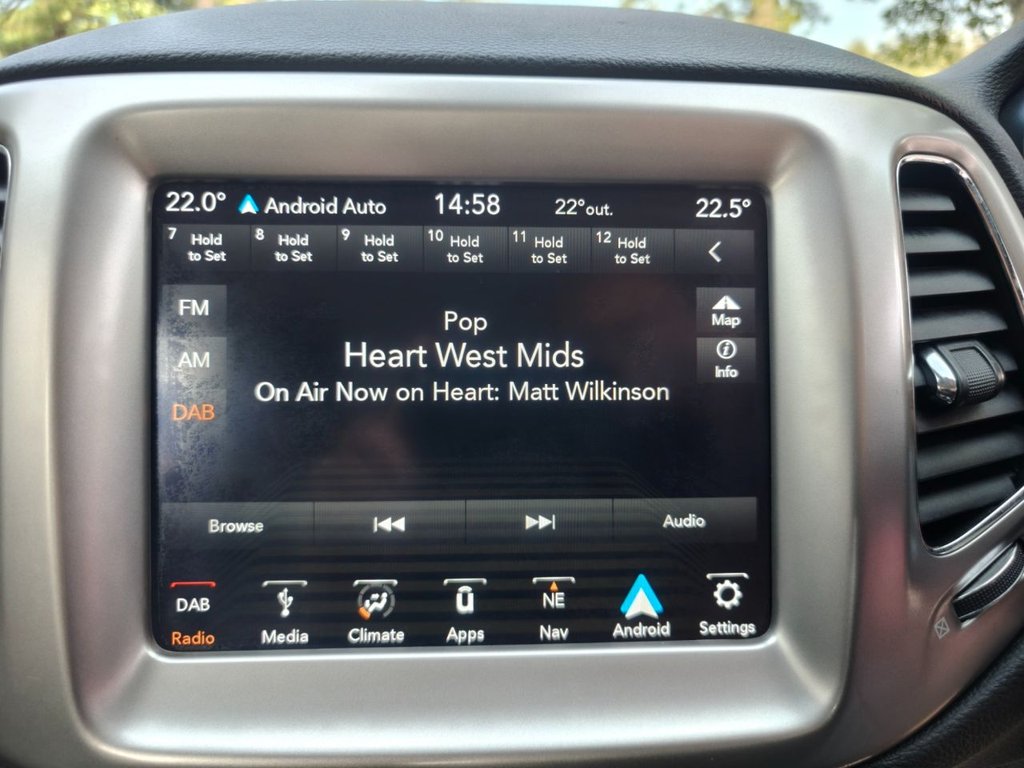 22.0° Android Auto 14:58 22°out. 22.5°
7 Hold to Set 8 Hold to Set 9 Hold to Set 10 Hold to Set 11 Hold to Set 12 Hold to Set
FM
Pop
Map
Heart West Mids
AM
Info
On Air Now on Heart: Matt Wilkinson
DAB
Browse Audio
DAB NE
Radio Media Climate Apps Nav Android Settings